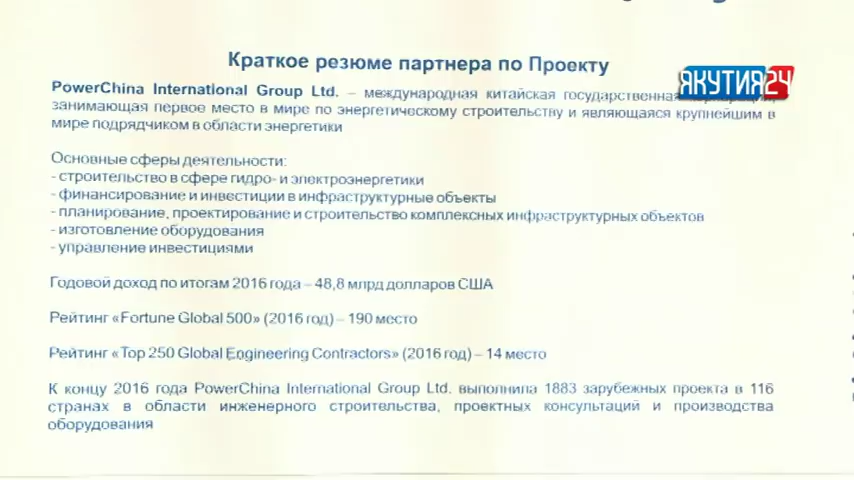 Краткое резюме партнера по Проекту
ЯКУТИЯ24
PowerChina International Group Ltd. – международная китайская государственная
занимающая первое место в мире по энергетическому строительству и являющаяся крупнейшим в
мире подрядчиком в области энергетики
Основные сферы деятельности:
- строительство в сфере гидро- и электроэнергетики
- финансирование и инвестиции в инфраструктурные объекты
- планирование, проектирование и строительство комплексных инфраструктурных объектов
- изготовление оборудования
- управление инвестициями
Годовой доход по итогам 2016 года – 48,8 млрд долларов США
Рейтинг «Fortune Global 500» (2016 год) – 190 место
Рейтинг «Top 250 Global Engineering Contractors» (2016 год) – 14 место
К концу 2016 года PowerChina International Group Ltd. выполнила 1883 зарубежных проекта в 116
странах в области инженерного строительства, проектных консультаций и производства
оборудования